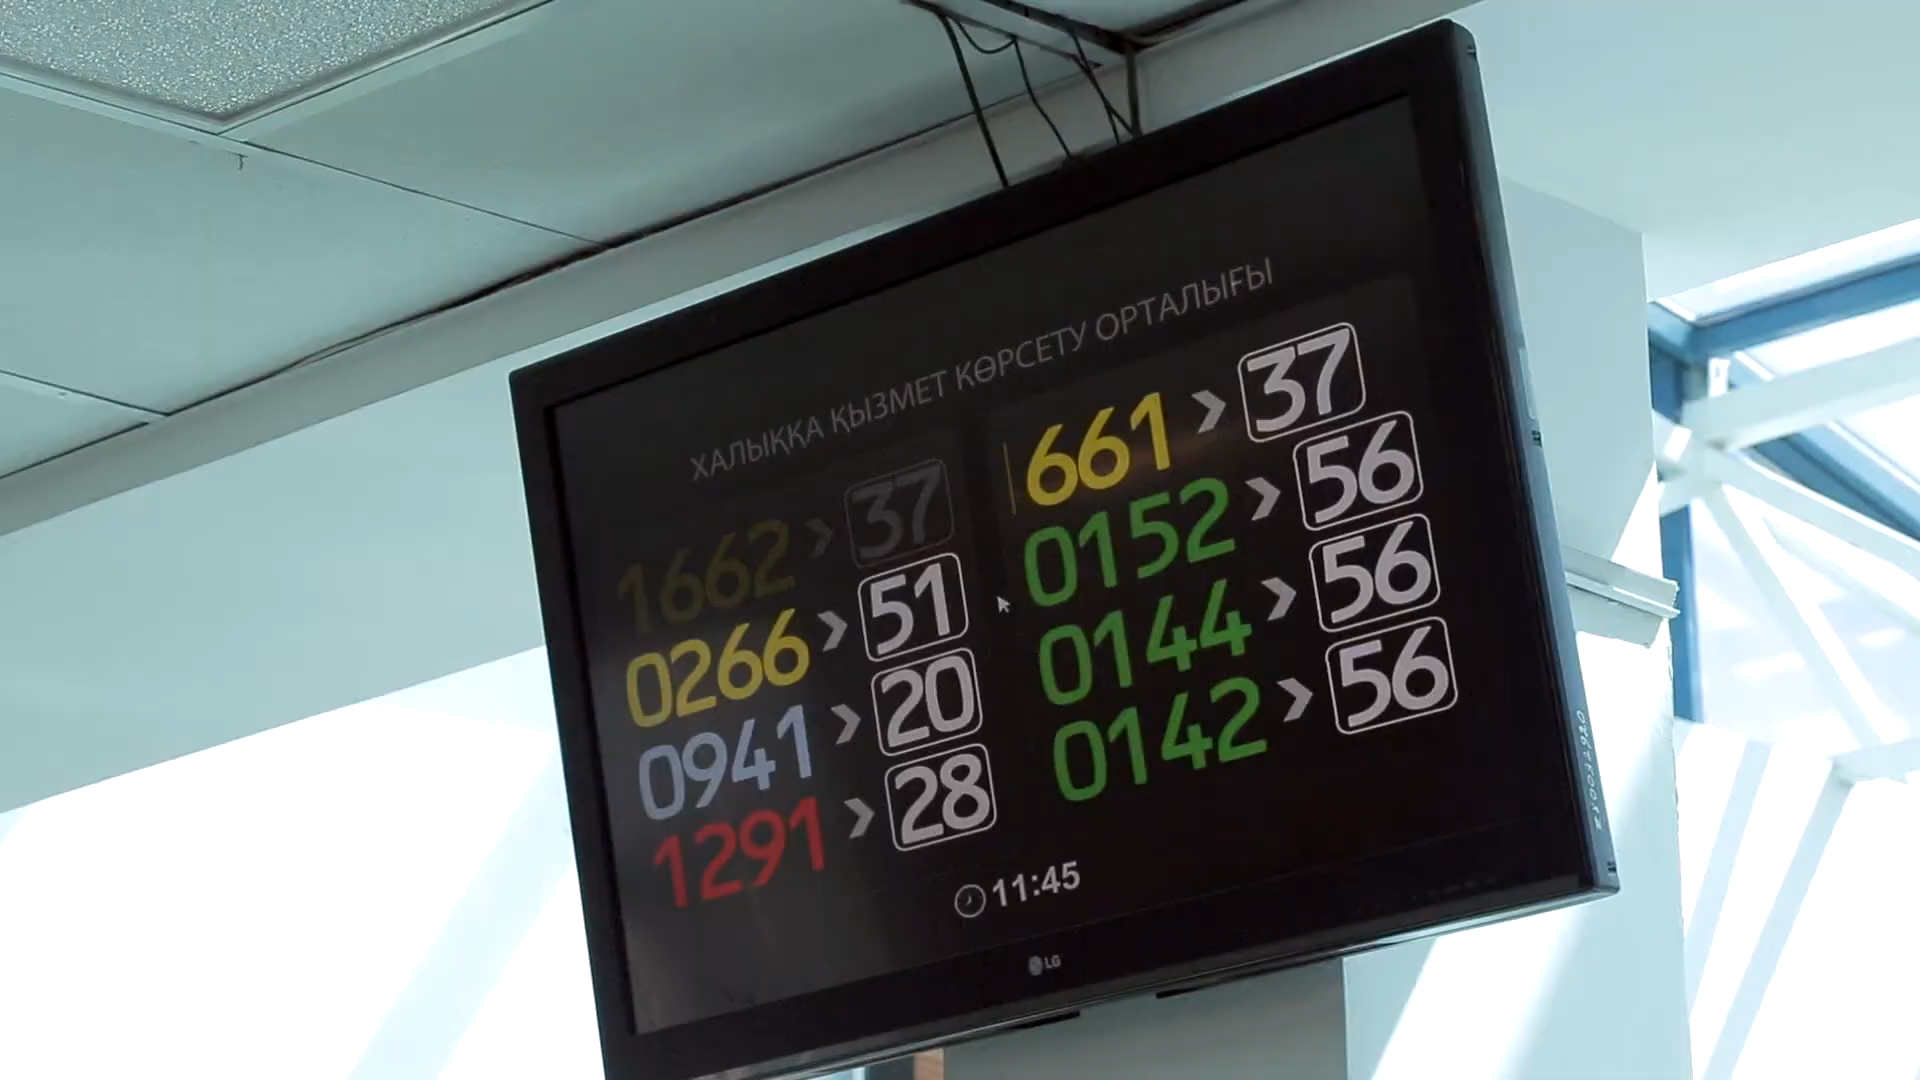 ХАЛЫҚҚА ҚЫЗМЕТ КӨРСЕТУ ОРТАЛЫҒЫ
1662 > 37
0266 > 51
0941 > 20
1291 > 28
661 > 37
0152 > 56
0144 > 56
0142 > 56
11:45
LG